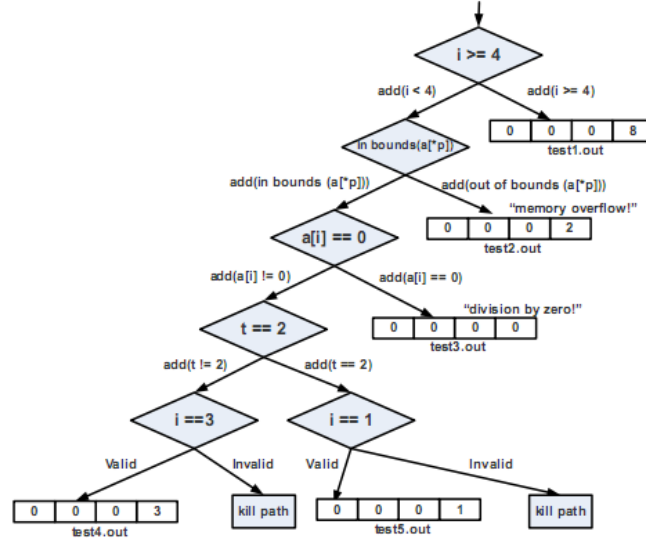 i >= 4
add(i < 4)
add(i >= 4)
0 0 0 8
test1.out
in bounds(a[*p])
add(in bounds (a[*p]))
add(out of bounds (a[*p]))
“memory overflow!”
0 0 0 2
test2.out
a[i] == 0
add(a[i] != 0)
add(a[i] == 0)
“division by zero!”
0 0 0 0
test3.out
t == 2
add(t != 2)
add(t == 2)
i ==3
i == 1
Valid
Invalid
Valid
Invalid
0 0 0 3
test4.out
kill path
0 0 0 1
test5.out
kill path